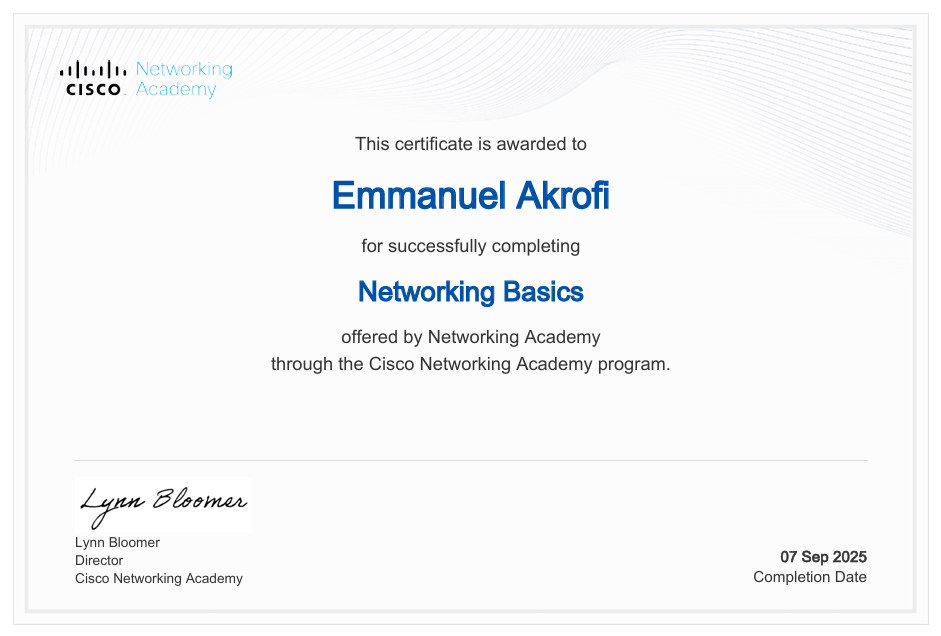 CISCO
Networking
Academy
This certificate is awarded to
Emmanuel Akrofi
for successfully completing
Networking Basics
offered by Networking Academy
through the Cisco Networking Academy program.
Lynn Bloomer
Lynn Bloomer
Director
Cisco Networking Academy
07 Sep 2025
Completion Date